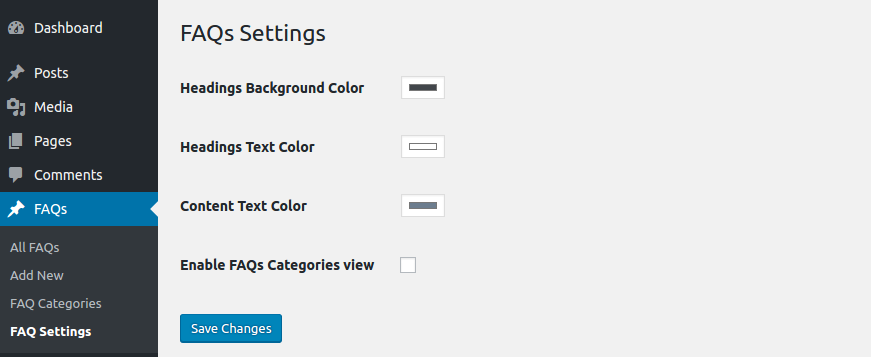 Dashboard
Posts
Media
Pages
Comments
FAQs
All FAQs
Add New
FAQ Categories
FAQ Settings
FAQs Settings
Headings Background Color
Headings Text Color
Content Text Color
Enable FAQs Categories view
Save Changes